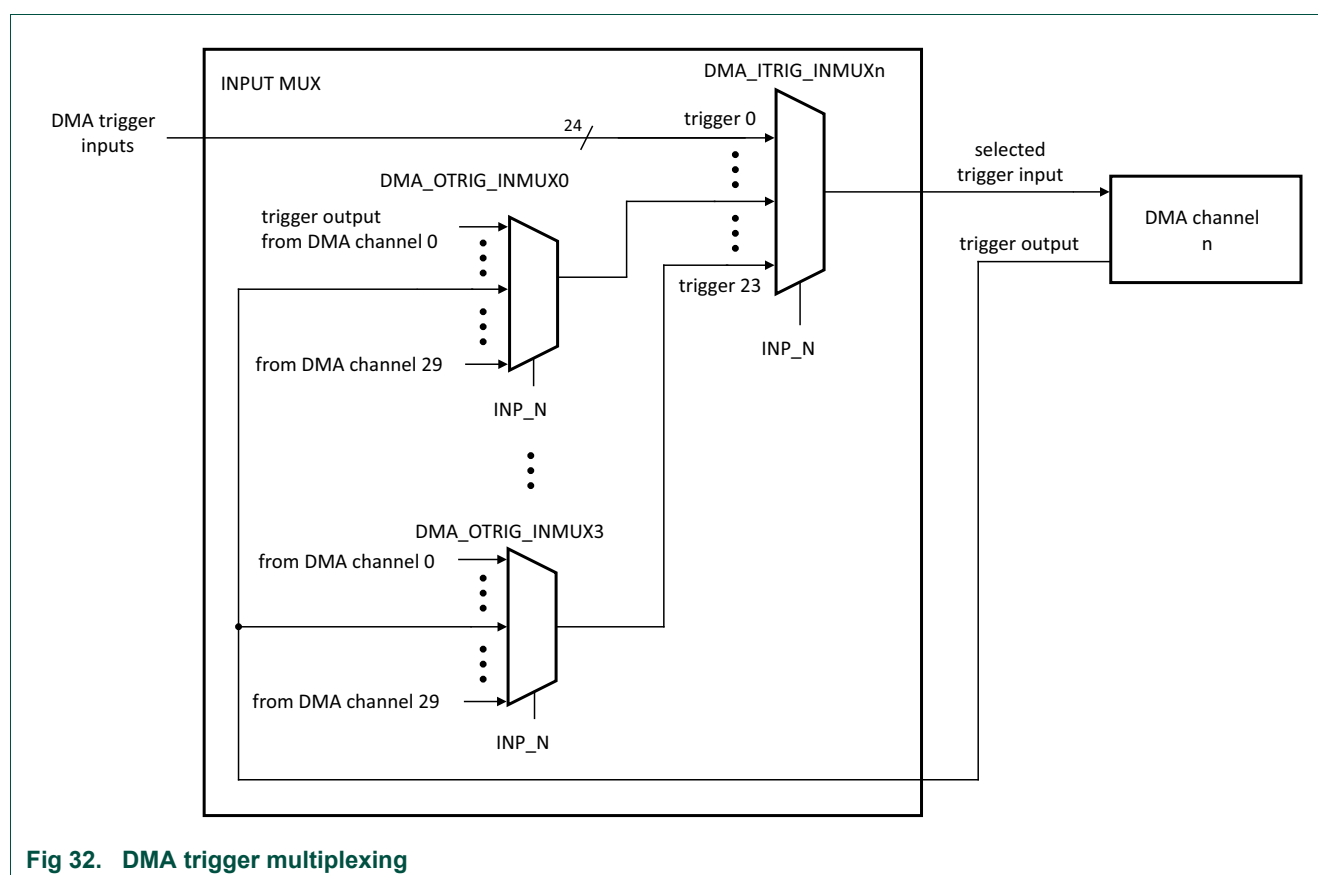 INPUT MUX
DMA_ITRIG_INMUXn
DMA trigger
inputs
24
trigger 0
selected
trigger input
DMA_OTRIG_INMUX0
trigger output
from DMA channel 0
DMA channel
n
trigger output
trigger 23
INP_N
from DMA channel 29
INP_N
DMA_OTRIG_INMUX3
from DMA channel 0
from DMA channel 29
INP_N
Fig 32. DMA trigger multiplexing